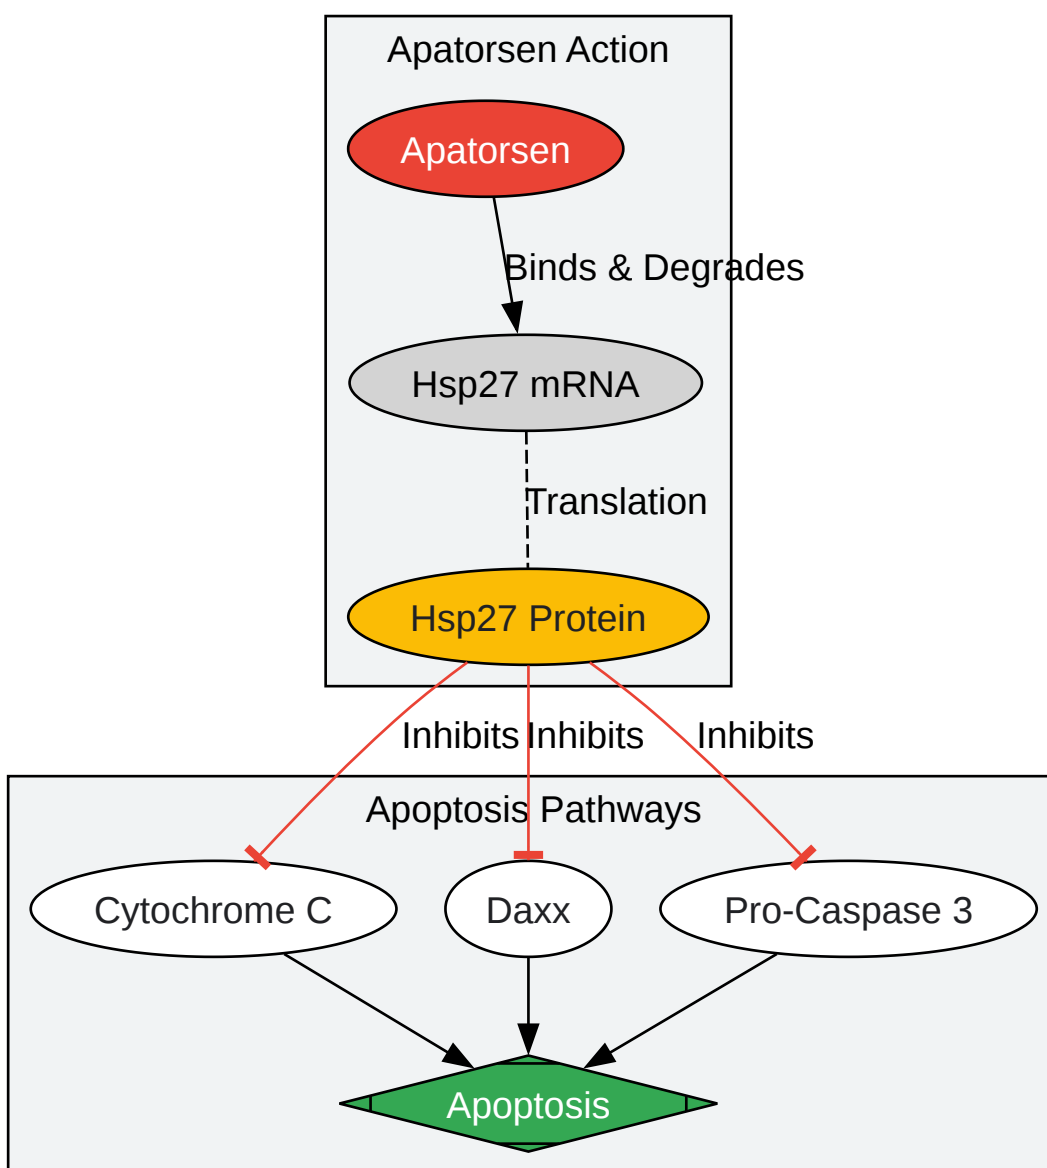 Apatorsen Action
Apatorsen
Binds & Degrades
Hsp27 mRNA
Translation
Hsp27 Protein
Inhibits
Inhibits
Inhibits
Apoptosis Pathways
Cytochrome C
Daxx
Pro-Caspase 3
Apoptosis